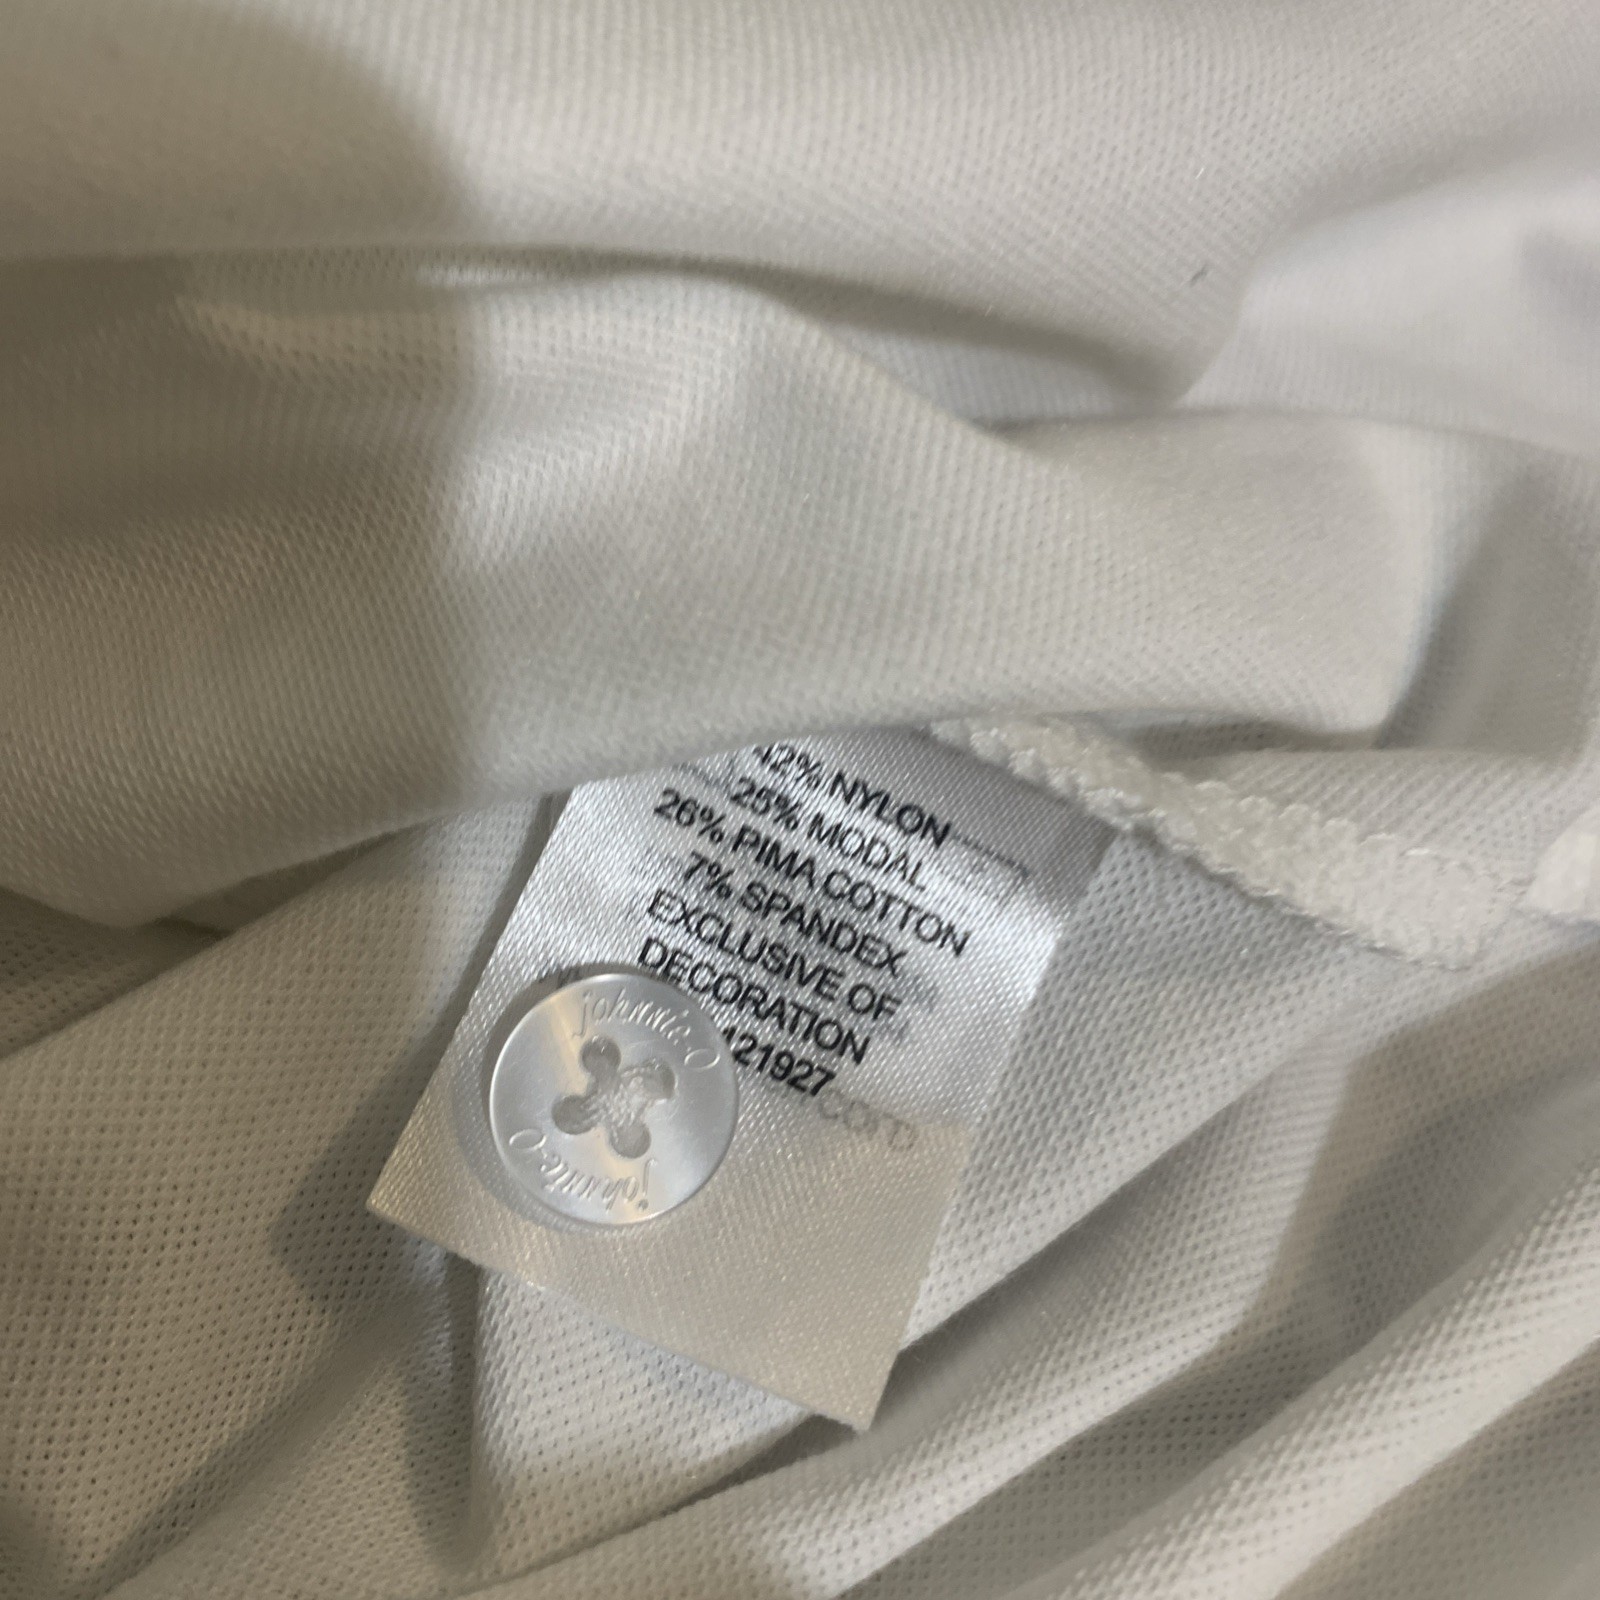 42% NYLON
25% MODAL
26% PIMA COTTON
7% SPANDEX
EXCLUSIVE OF
DECORATION
121927
johnnie-O
johnnie-O